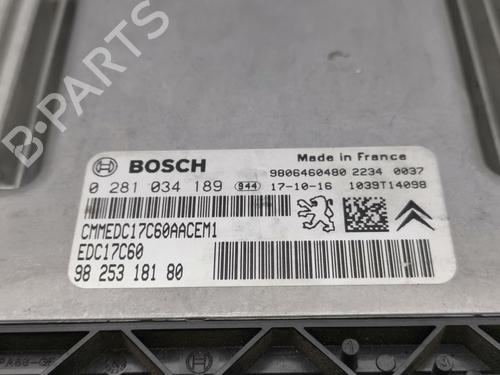 B-PARTS
BOSCH
Made in France
9806460480 2234 0037
0 281 034 189 944 17-10-16 1039T14098
CMMEDC17C60AACEM1
EDC17C60
98 253 181 80